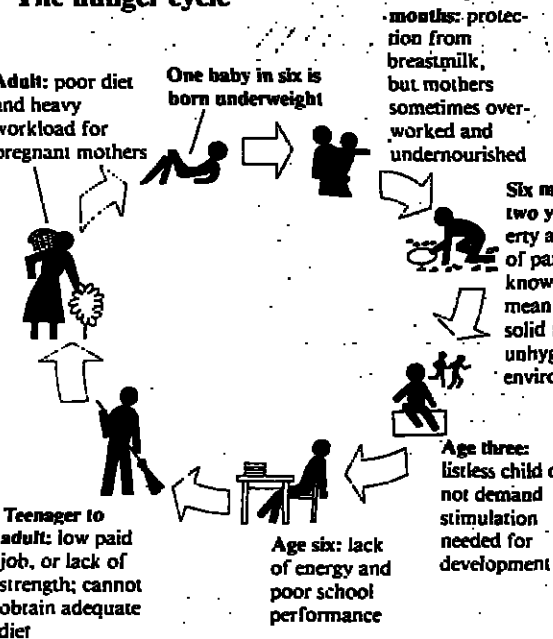 The hunger cycle
months: protec-
tion from
breastmilk,
but mothers
sometimes over-
worked and
undernourished
One baby in six is
born underweight
Adult: poor diet
and heavy
workload for
pregnant mothers
Six
two
erty
of
know
mean
solid
unhyg
enviro
Age three:
listless child
not demand
stimulation
needed for
development
Age six: lack
of energy and
poor school
performance
Teenager to
adult: low paid
job, or lack of
strength; cannot
obtain adequate
diet